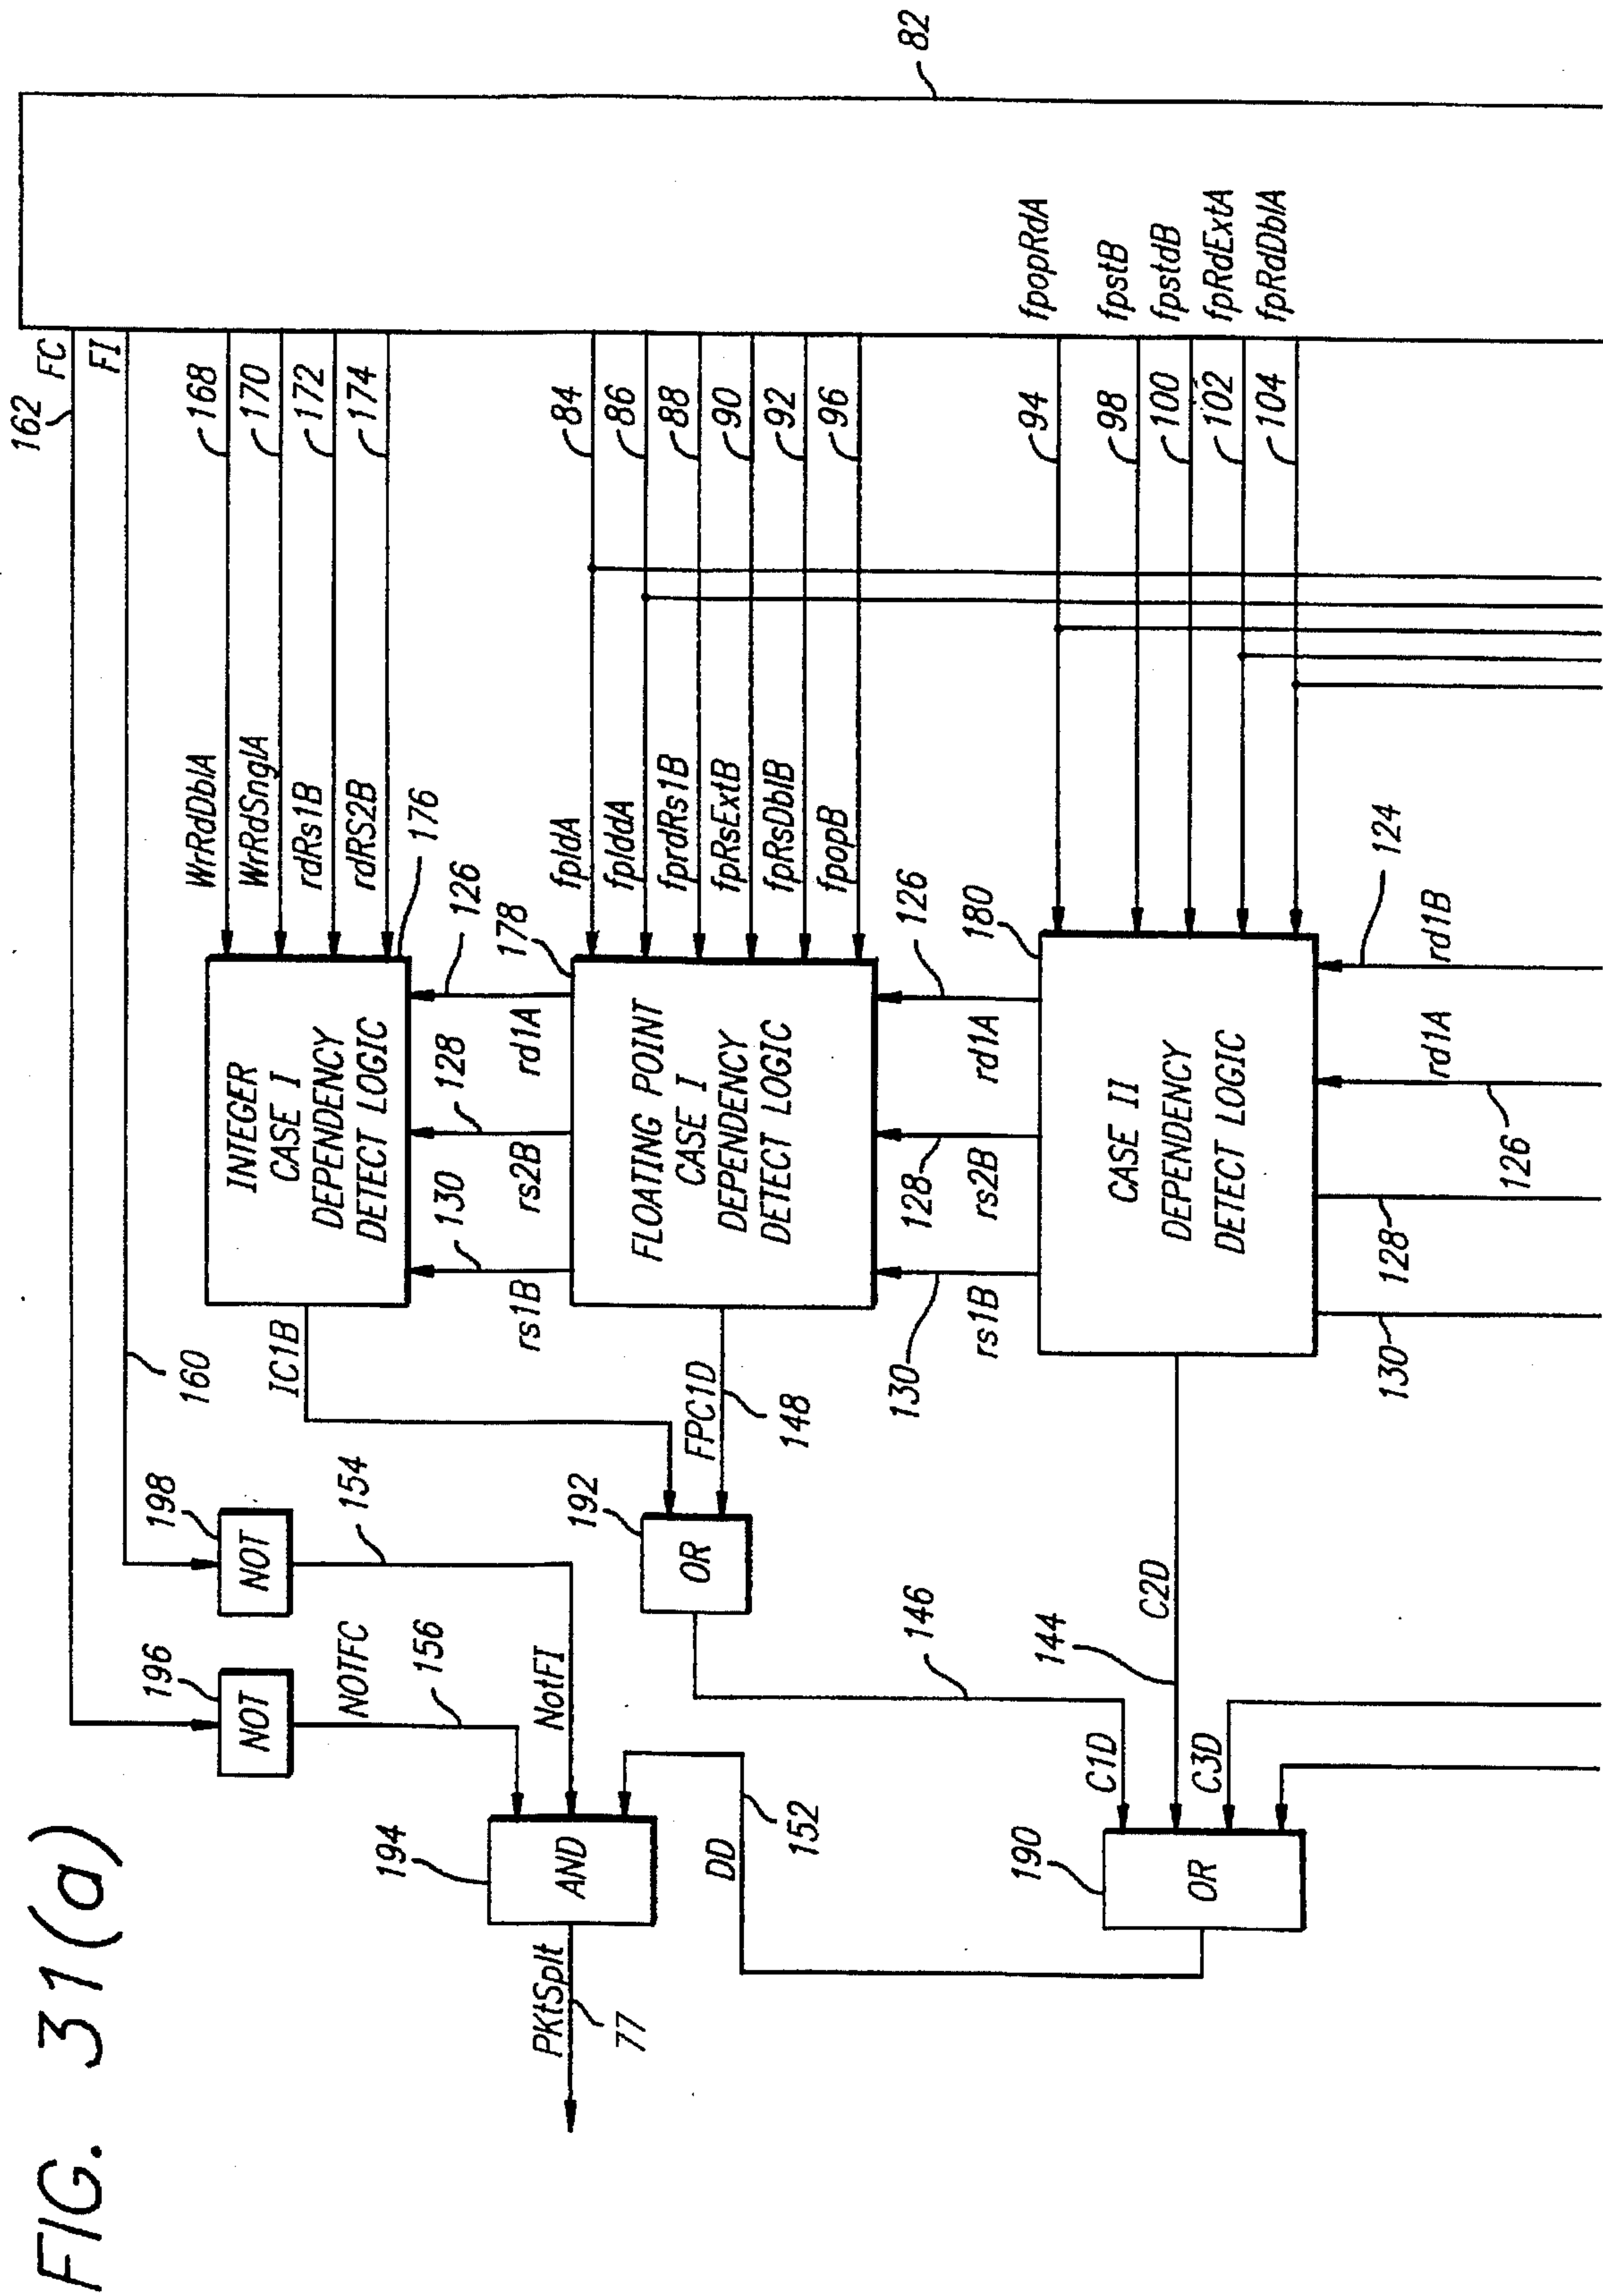 FIG. 31(a)
82
162
FC
FI
160
WrRdDblA
168
WrRdSnglA
170
rdRs1B
172
rdRS2B
174
176
INTEGER
CASE I
DEPENDENCY
DETECT LOGIC
IC1B
126
128
130
rd1A
rs2B
rs1B
fpldA
84
fplddA
86
fprdRs1B
88
fpRsExtB
90
fpRsDblB
92
fpopB
96
178
FLOATING POINT
CASE I
DEPENDENCY
DETECT LOGIC
FPC1D
148
126
128
130
rd1A
rs2B
rs1B
fpopRdA
94
fpstB
98
fpstdB
100
fpRdExtA
102
fpRdDblA
104
180
CASE II
DEPENDENCY
DETECT LOGIC
rd1B
124
rd1A
126
128
130
198
NOT
154
NotFI
196
NOT
NOTFC
156
194
AND
PKtSplt
77
192
OR
146
C2D
144
C1D
C3D
190
OR
DD
152